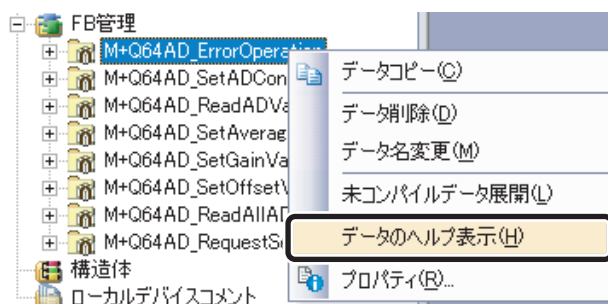 FB管理
M+Q64AD_ErrorOperation
M+Q64AD_SetADCon
M+Q64AD_ReadADVa
M+Q64AD_SetAverag
M+Q64AD_SetGainVa
M+Q64AD_SetOffsetV
M+Q64AD_ReadAllAD
M+Q64AD_RequestS
構造体
ローカルデバイスコメント
データコピー(C)
データ削除(D)
データ名変更(M)
未コンパイルデータ展開(L)
データのヘルプ表示(H)
プロパティ(R)...